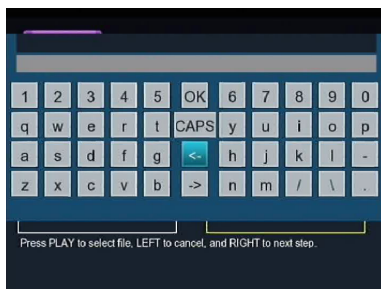 1 2 3 4 5 OK 6 7 8 9 0
q w e r t CAPS y u i o p
a s d f g <- h j k l -
z x c v b -> n m / \ .
Press PLAY to select file, LEFT to cancel, and RIGHT to next step.